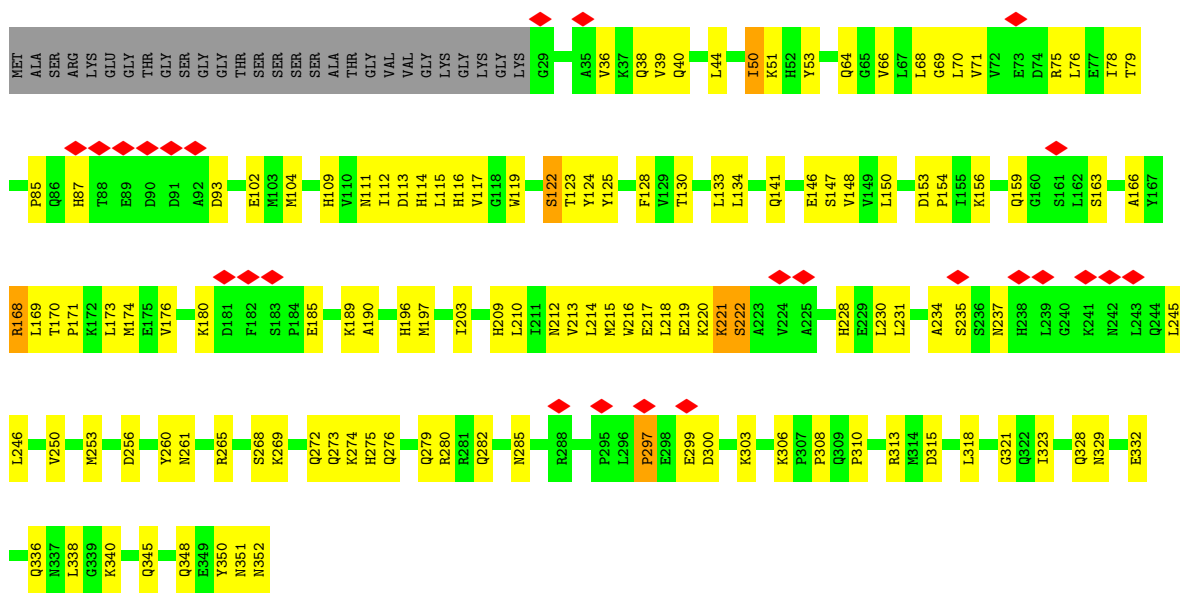 MET ALA SER ARG LYS GLU GLY THR GLY SER GLY GLY THR SER SER SER SER ALA THR GLY VAL VAL GLY LYS GLY LYS GLY LYS G29 A35 V36 K37 Q38 V39 Q40 L44 I50 K51 H52 Y53 Q64 G65 V66 L67 L68 G69 L70 V71 V72 E73 D74 R75 L76 E77 I78 T79
P85 Q86 H87 T88 E89 D90 D91 A92 D93 E102 M103 M104 H109 V110 N111 I112 D113 H114 L115 H116 V117 G118 W119 S122 T123 Y124 Y125 F128 V129 T130 L133 L134 Q141 E146 S147 V148 V149 L150 D153 P154 I155 K156 Q159 G160 S161 L162 S163 A166 Y167
R168 L169 T170 P171 K172 L173 M174 E175 V176 K180 D181 F182 S183 P184 E185 K189 A190 H196 M197 I203 H209 L210 I211 N212 V213 L214 M215 W216 E217 L218 E219 K220 K221 S222 A223 V224 A225 H228 E229 L230 L231 A234 S235 S236 N237 H238 L239 G240 K241 N242 L243 Q244 L245
L246 V250 M253 D256 Y260 N261 R265 S268 K269 Q272 Q273 K274 H275 Q276 Q279 R280 R281 Q282 N285 R288 P295 L296 P297 E298 E299 D300 K303 K306 P307 P308 Q309 P310 R313 M314 D315 L318 G321 Q322 I323 Q328 N329 E332
Q336 N337 L338 G339 K340 Q345 Q348 E349 Y350 N351 N352